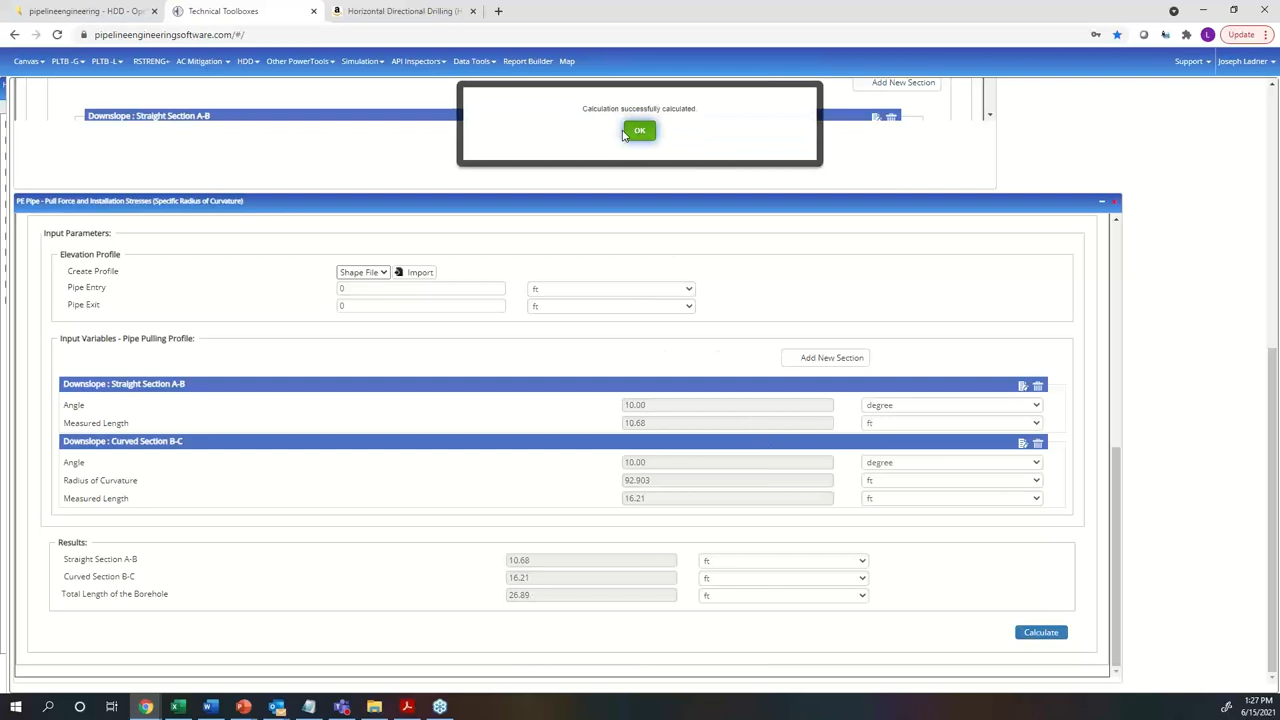 pipelineengineering - HDD - Ope
Technical Toolboxes
Horizontal Directional Drilling (H
pipelineengineeringsoftware.com/#/
L
Update
Canvas PLTB -G PLTB -L RSTRENG+ AC Mitigation HDD Other PowerTools Simulation API Inspectors Data Tools Report Builder Map
Support Joseph Ladner
Add New Section
Downslope : Straight Section A-B
Calculation successfully calculated.
OK
PE Pipe - Pull Force and Installation Stresses (Specific Radius of Curvature)
Input Parameters:
Elevation Profile
Create Profile Shape File Import
Pipe Entry 0 ft
Pipe Exit 0 ft
Input Variables - Pipe Pulling Profile:
Add New Section
Downslope : Straight Section A-B
Angle 10.00 degree
Measured Length 10.68 ft
Downslope : Curved Section B-C
Angle 10.00 degree
Radius of Curvature 92.903 ft
Measured Length 16.21 ft
Results:
Straight Section A-B 10.68 ft
Curved Section B-C 16.21 ft
Total Length of the Borehole 26.89 ft
Calculate
1:27 PM
6/15/2021